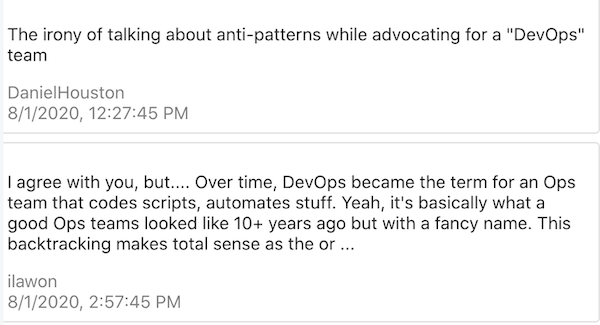 The irony of talking about anti-patterns while advocating for a "DevOps"
team
DanielHouston
8/1/2020, 12:27:45 PM
I agree with you, but.... Over time, DevOps became the term for an Ops
team that codes scripts, automates stuff. Yeah, it's basically what a
good Ops teams looked like 10+ years ago but with a fancy name. This
backtracking makes total sense as the or ...
ilawon
8/1/2020, 2:57:45 PM